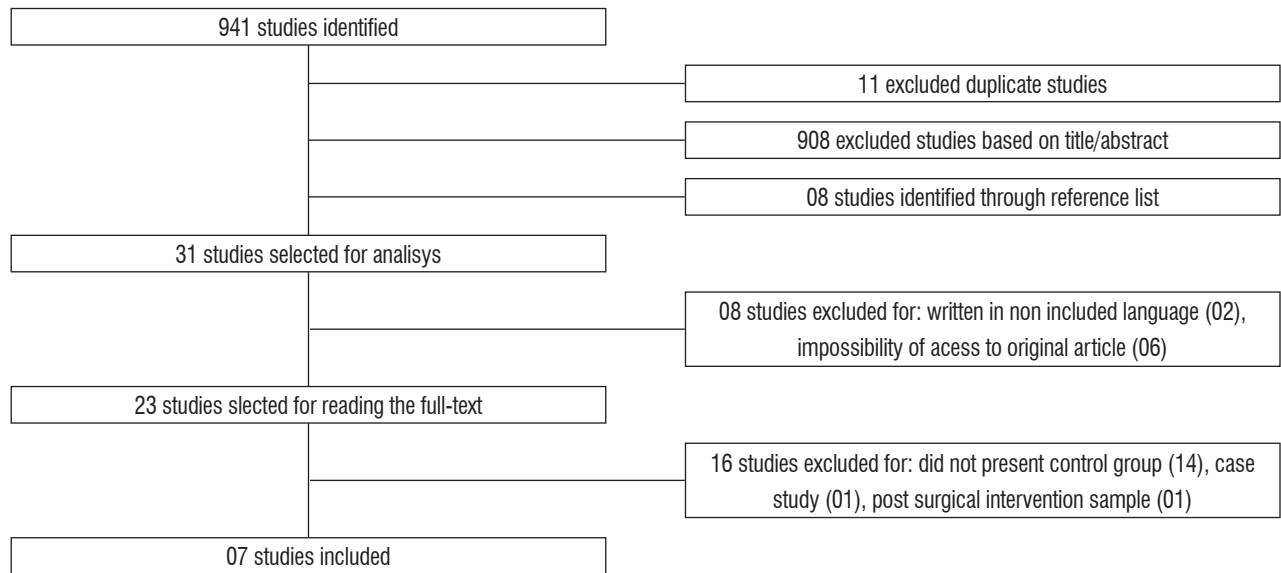 941 studies identified
11 excluded duplicate studies
908 excluded studies based on title/abstract
08 studies identified through reference list
31 studies selected for analisys
08 studies excluded for: written in non included language (02),
impossibility of acess to original article (06)
23 studies slected for reading the full-text
16 studies excluded for: did not present control group (14), case
study (01), post surgical intervention sample (01)
07 studies included